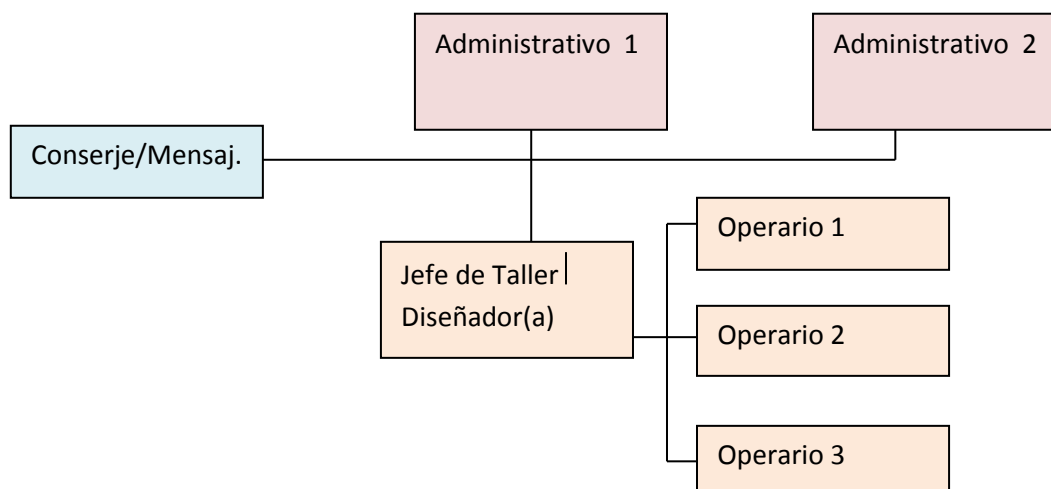 Administrativo 1
Administrativo 2
Conserje/Mensaj.
Operario 1
Jefe de Taller
Diseñador(a)
Operario 2
Operario 3